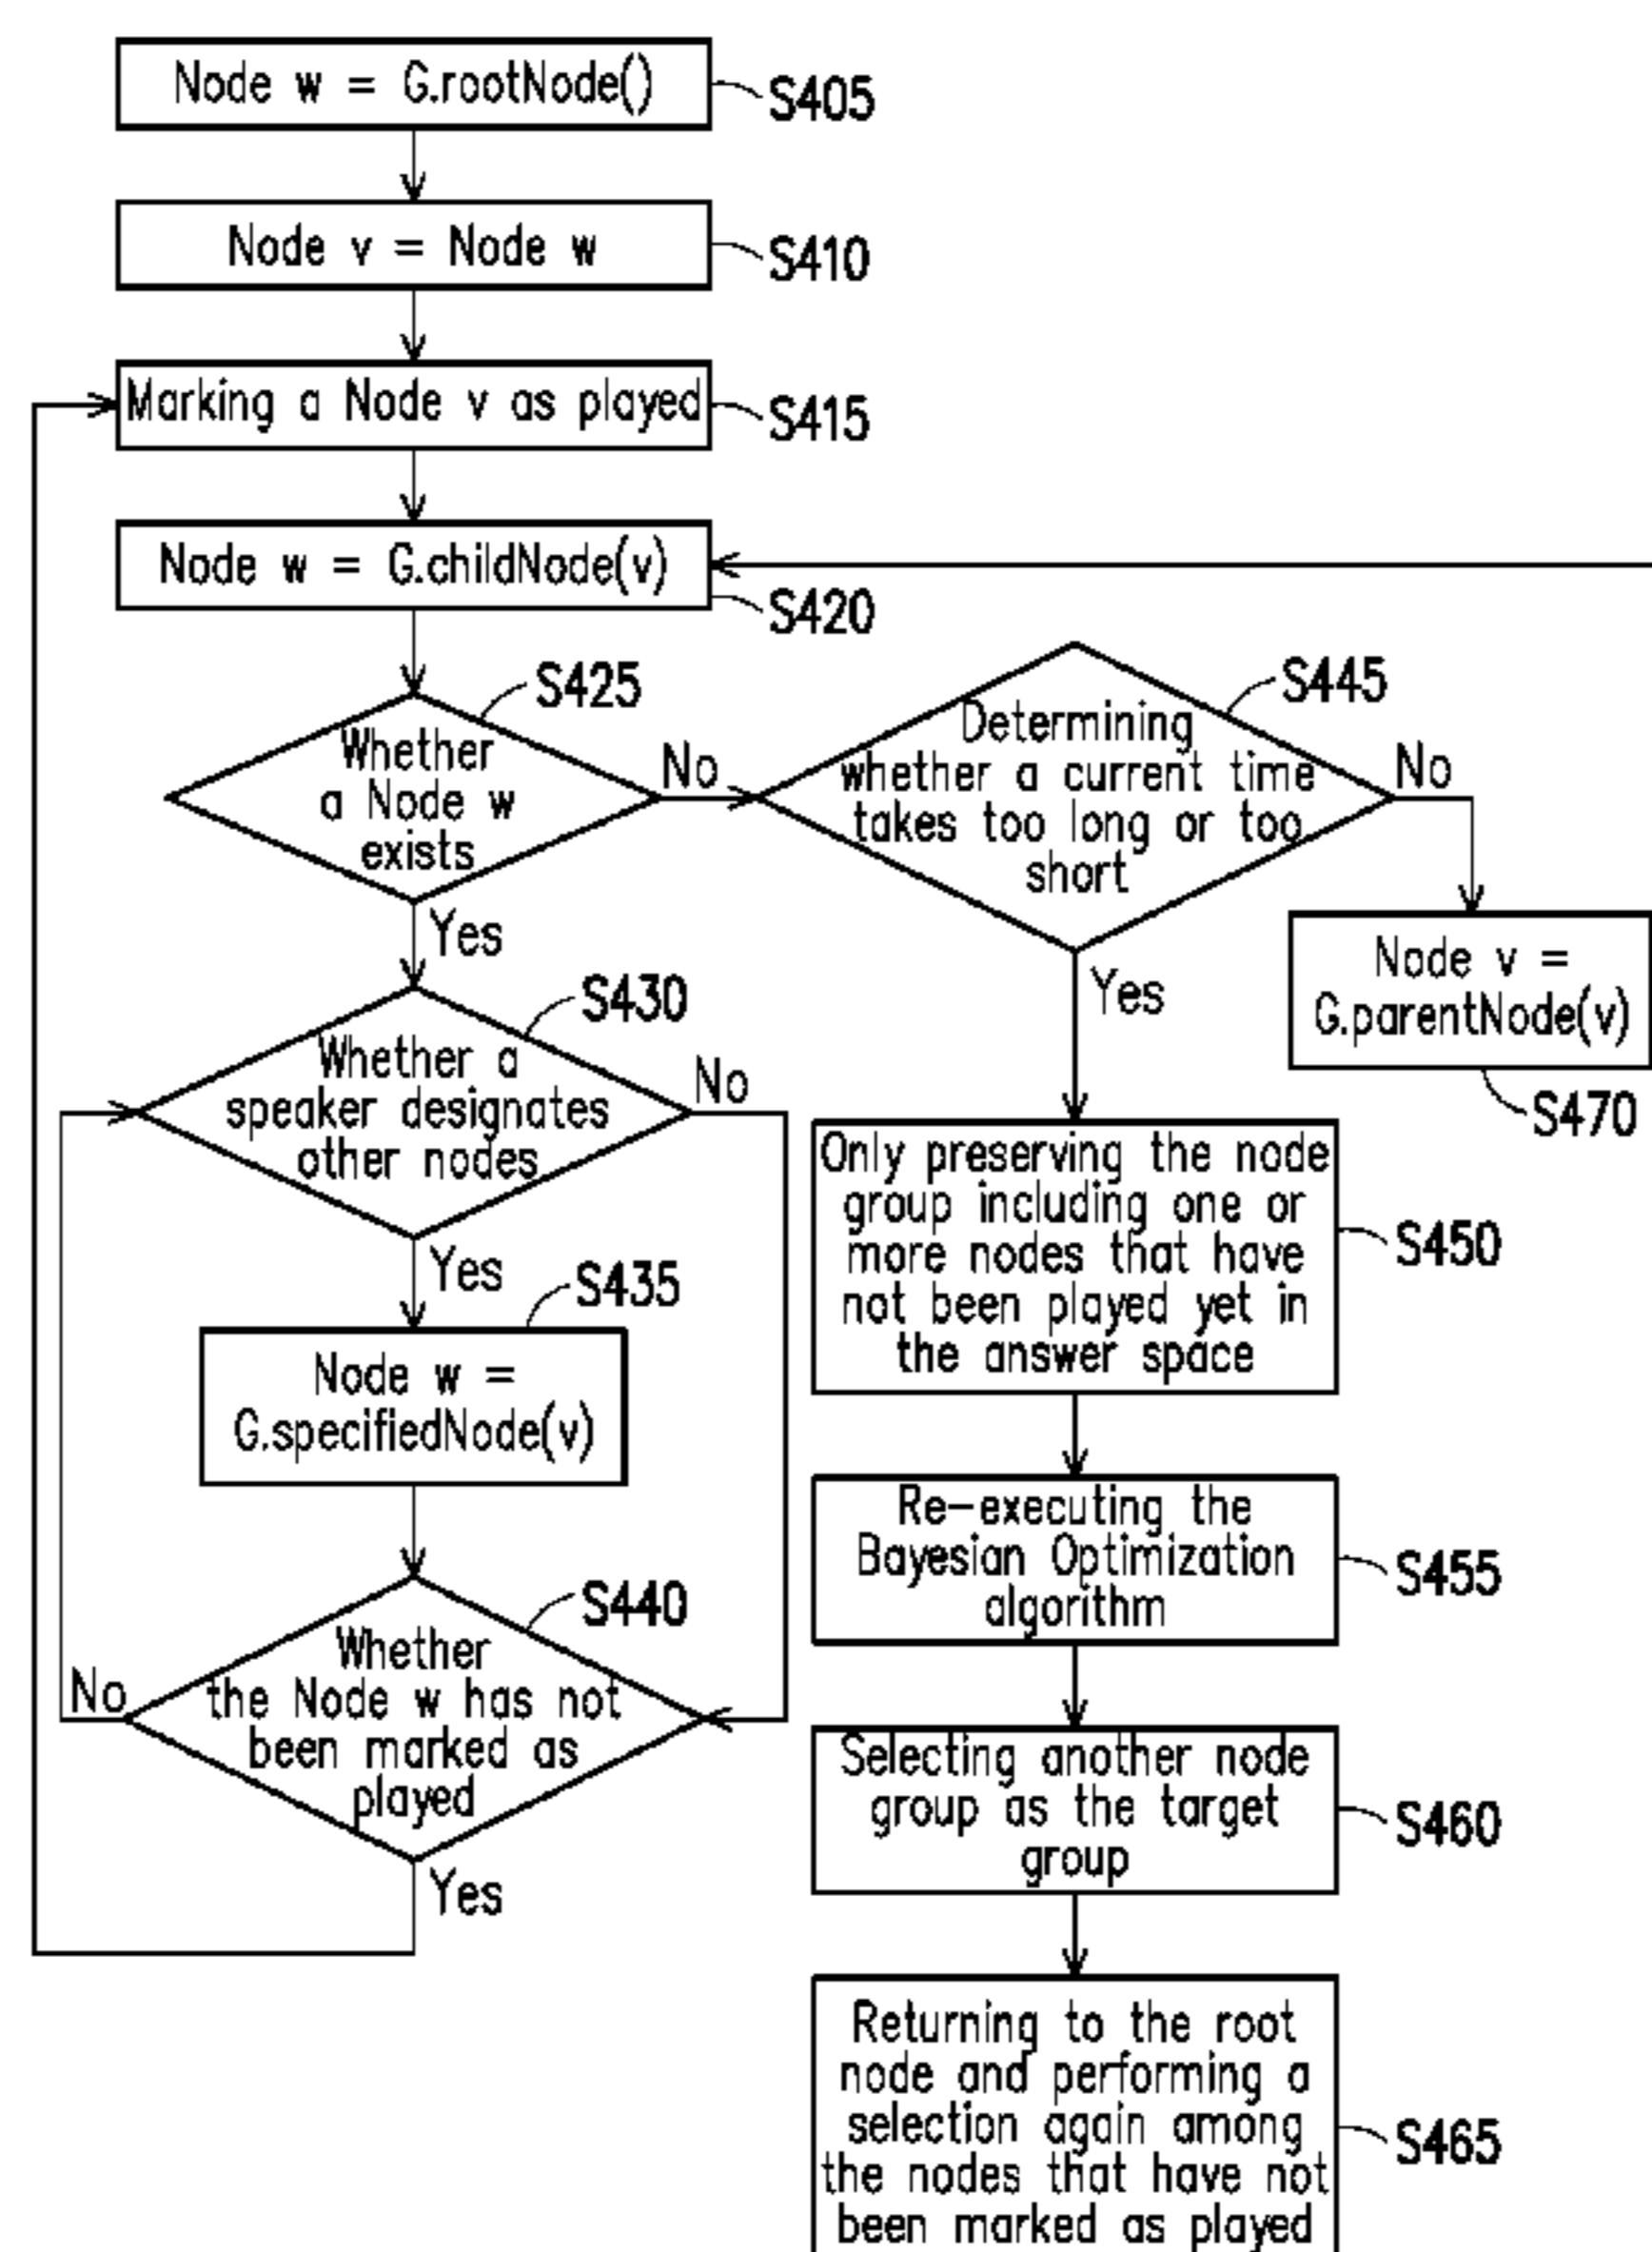 Node w = G.rootNode()
S405
Node v = Node w
S410
Marking a Node v as played
S415
Node w = G.childNode(v)
S420
S425
Whether
a Node w
exists
No
Yes
S445
Determining
whether a current time
takes too long or too
short
No
Yes
Node v =
G.parentNode(v)
S470
S430
Whether a
speaker designates
other nodes
No
Yes
S435
Node w =
G.specifiedNode(v)
S440
Whether
the Node w has not
been marked as
played
No
Yes
Only preserving the node
group including one or
more nodes that have
not been played yet in
the answer space
S450
Re-executing the
Bayesian Optimization
algorithm
S455
Selecting another node
group as the target
group
S460
Returning to the root
node and performing a
selection again among
the nodes that have not
been marked as played
S465